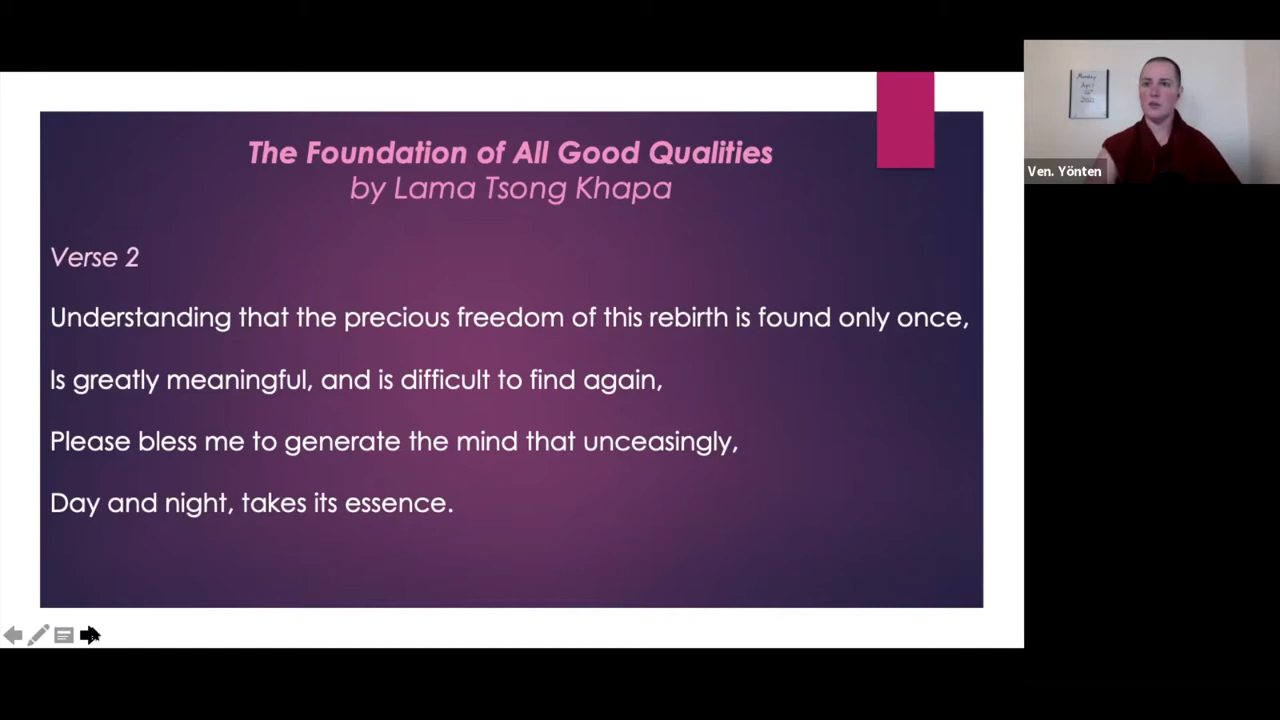 The Foundation of All Good Qualities
by Lama Tsong Khapa
Verse 2
Understanding that the precious freedom of this rebirth is found only once,
Is greatly meaningful, and is difficult to find again,
Please bless me to generate the mind that unceasingly,
Day and night, takes its essence.
Monday
Ven. Yönten